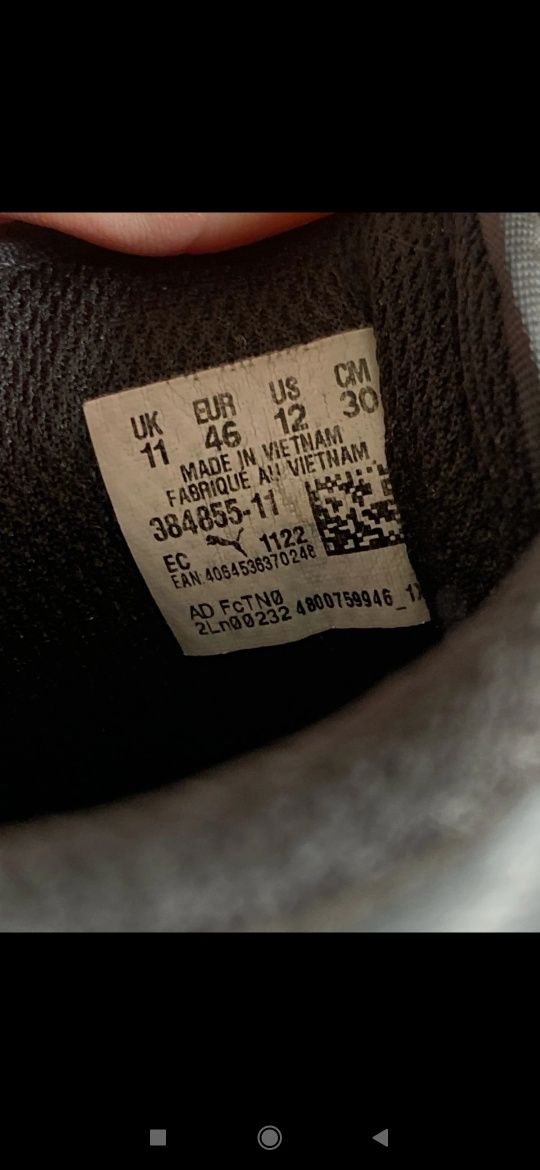 UK EUR US CM
11 46 12 30
MADE IN VIETNAM
FABRIQUE AU VIETNAM
384855-11
EC 1122
EAN:4064536370248
AD FcTN0
2Ln00232 4800759946_1X